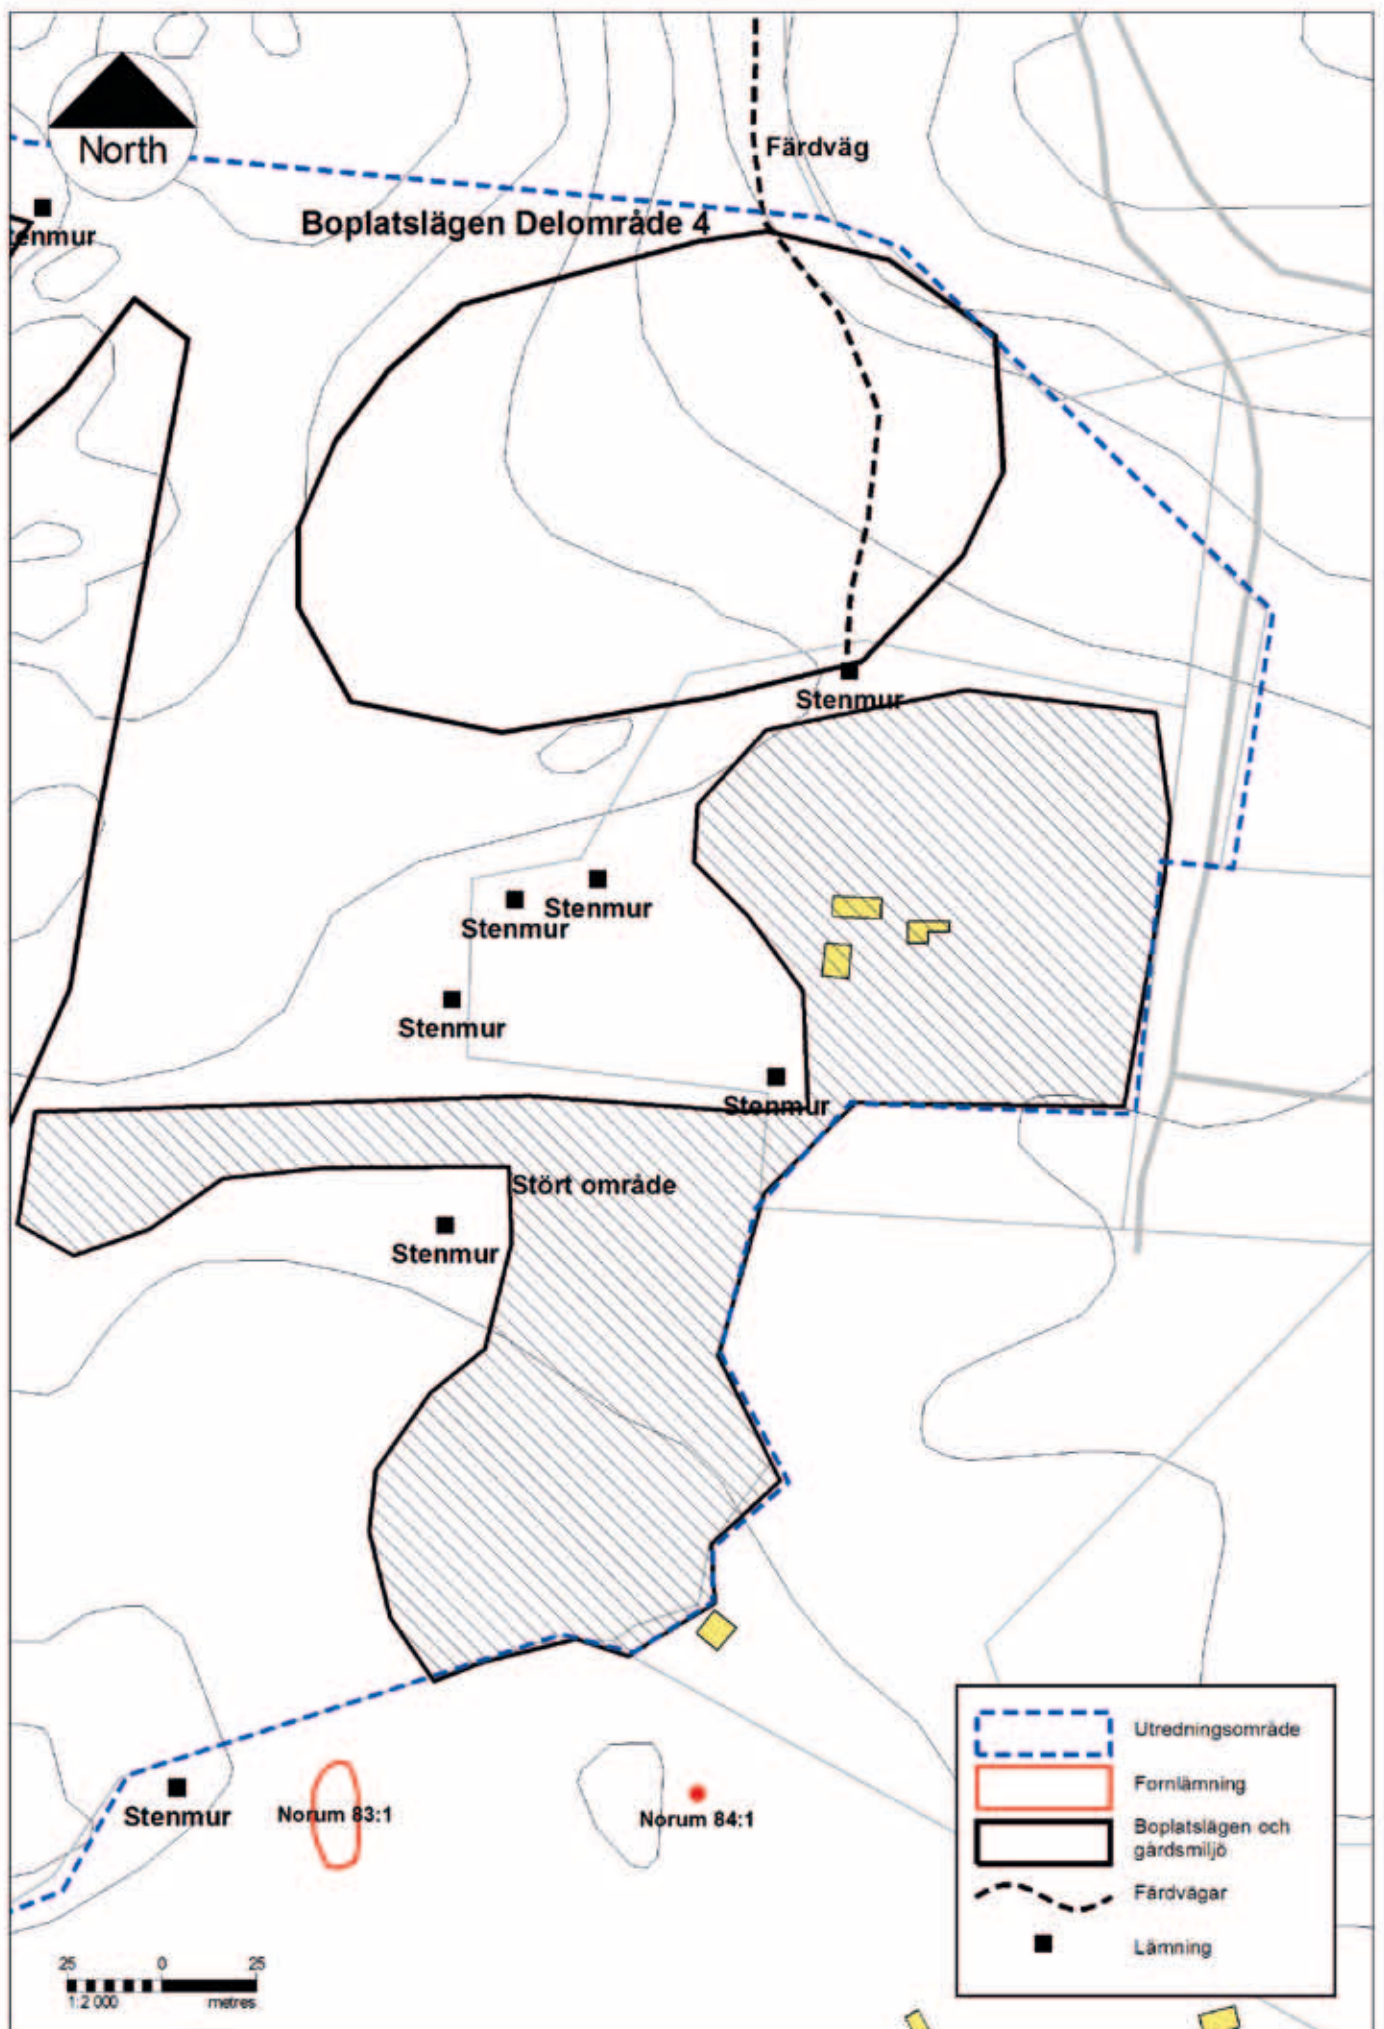 North
Färdväg
Boplatslägen Delområde 4
tenmur
Stenmur
Stenmur
Stenmur
Stenmur
Stenmur
Stört område
Stenmur
Stenmur
Norum 83:1
Norum 84:1
Utredningsområde
Fornlämning
Boplatslägen och
gårdsmiljö
Färdvägar
Lämning
25 0 25
1:2 000 metres